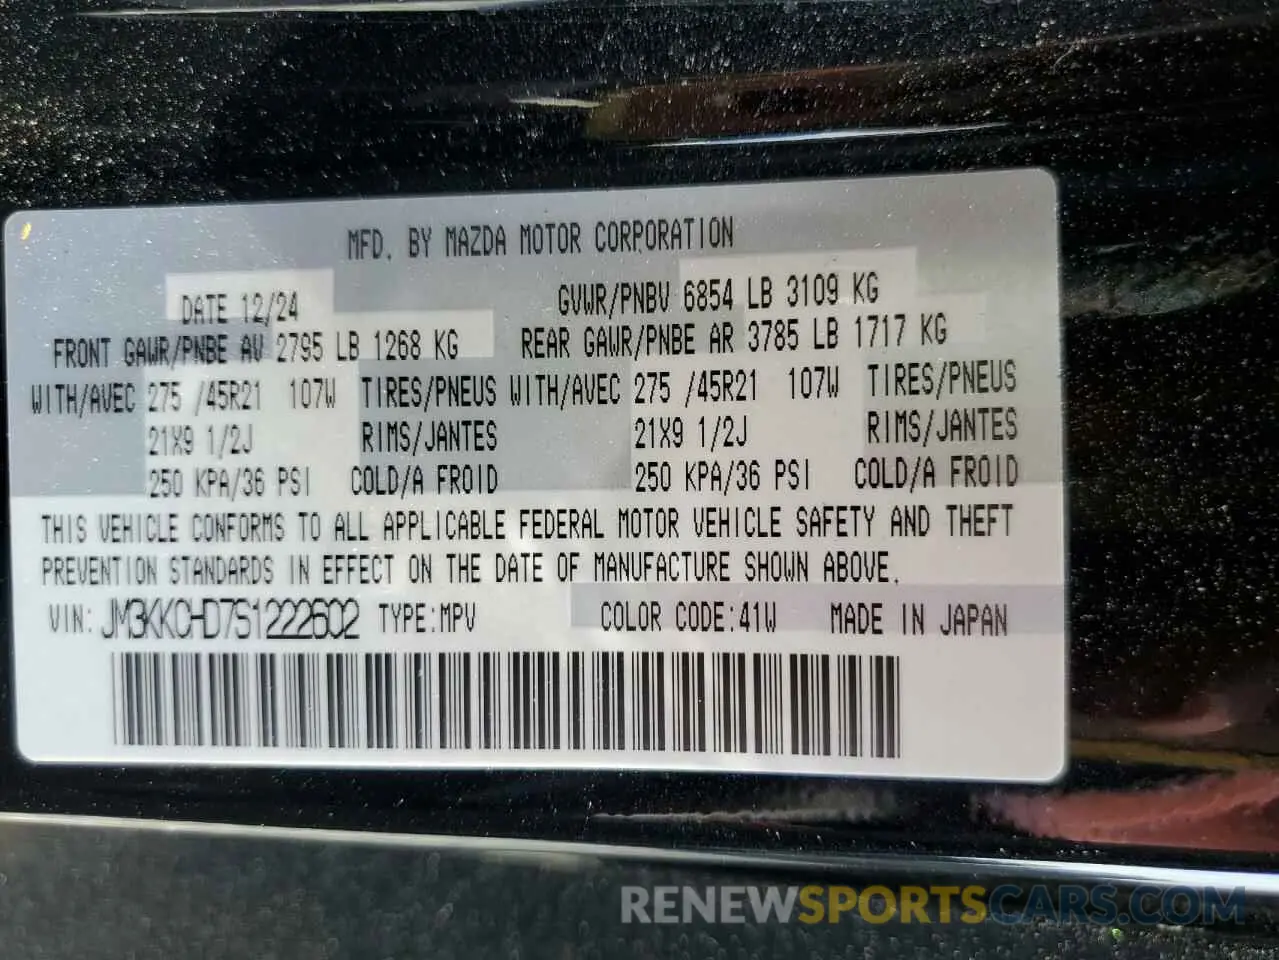 MFD. BY MAZDA MOTOR CORPORATION
DATE 12/24 GVWR/PNBV 6854 LB 3109 KG
FRONT GAWR/PNBE AV 2795 LB 1268 KG REAR GAWR/PNBE AR 3785 LB 1717 KG
WITH/AVEC 275 /45R21 107W TIRES/PNEUS WITH/AVEC 275 /45R21 107W TIRES/PNEUS
21X9 1/2J RIMS/JANTES 21X9 1/2J RIMS/JANTES
250 KPA/36 PSI COLD/A FROID 250 KPA/36 PSI COLD/A FROID
THIS VEHICLE CONFORMS TO ALL APPLICABLE FEDERAL MOTOR VEHICLE SAFETY AND THEFT
PREVENTION STANDARDS IN EFFECT ON THE DATE OF MANUFACTURE SHOWN ABOVE.
VIN: JM3KKCHD7S1222602 TYPE:MPV COLOR CODE:41W MADE IN JAPAN
RENEWSPORTSCARS.COM